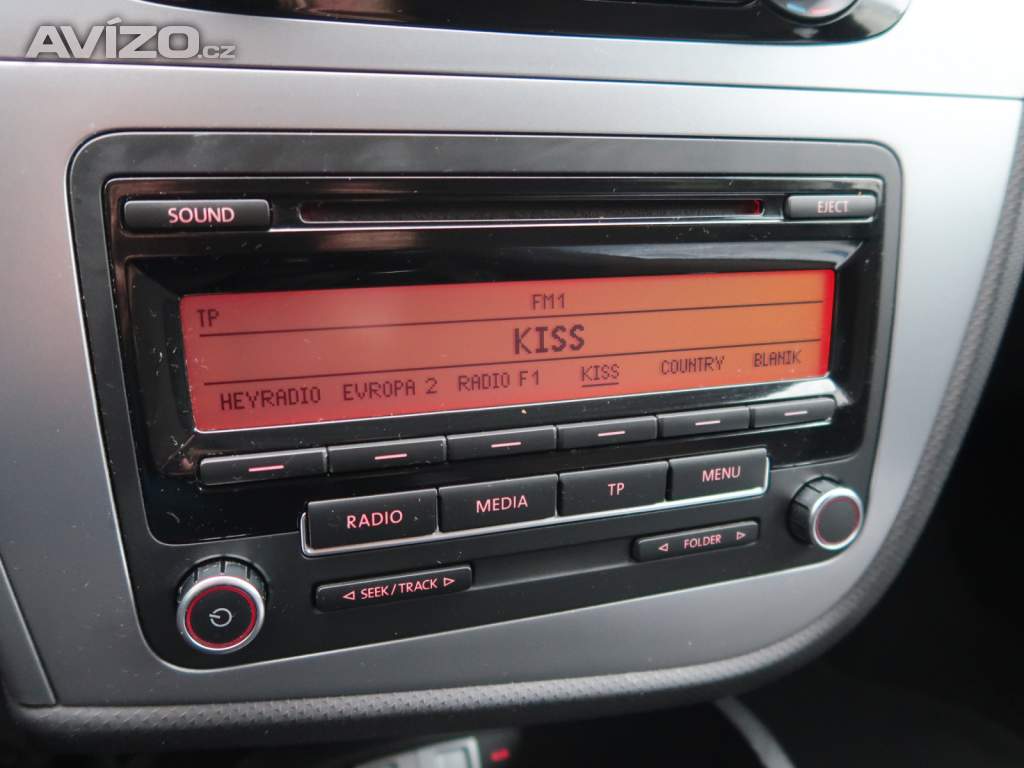 AVÍZO.cz
SOUND
EJECT
TP FM1
KISS
HEYRADIO EVROPA 2 RADIO F1 KISS COUNTRY BLANIK
RADIO MEDIA TP MENU
◁ SEEK/TRACK ▷
◁ FOLDER ▷